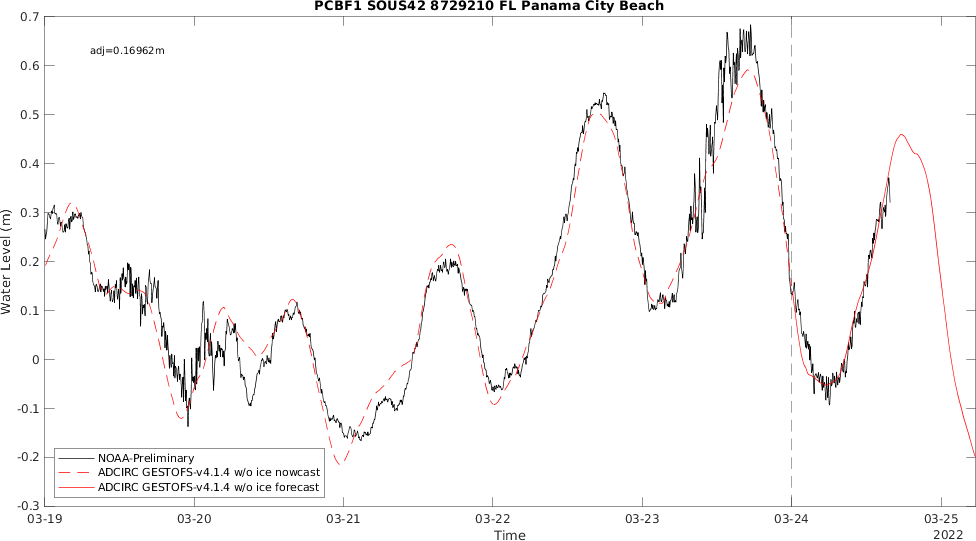 PCBF1 SOUS42 8729210 FL Panama City Beach
adj=0.16962m
0.7
0.6
0.5
0.4
0.3
0.2
0.1
0
-0.1
-0.2
-0.3
Water Level (m)
NOAA-Preliminary
ADCIRC GESTOFS-v4.1.4 w/o ice nowcast
ADCIRC GESTOFS-v4.1.4 w/o ice forecast
03-19 03-20 03-21 03-22 03-23 03-24 03-25
Time
2022